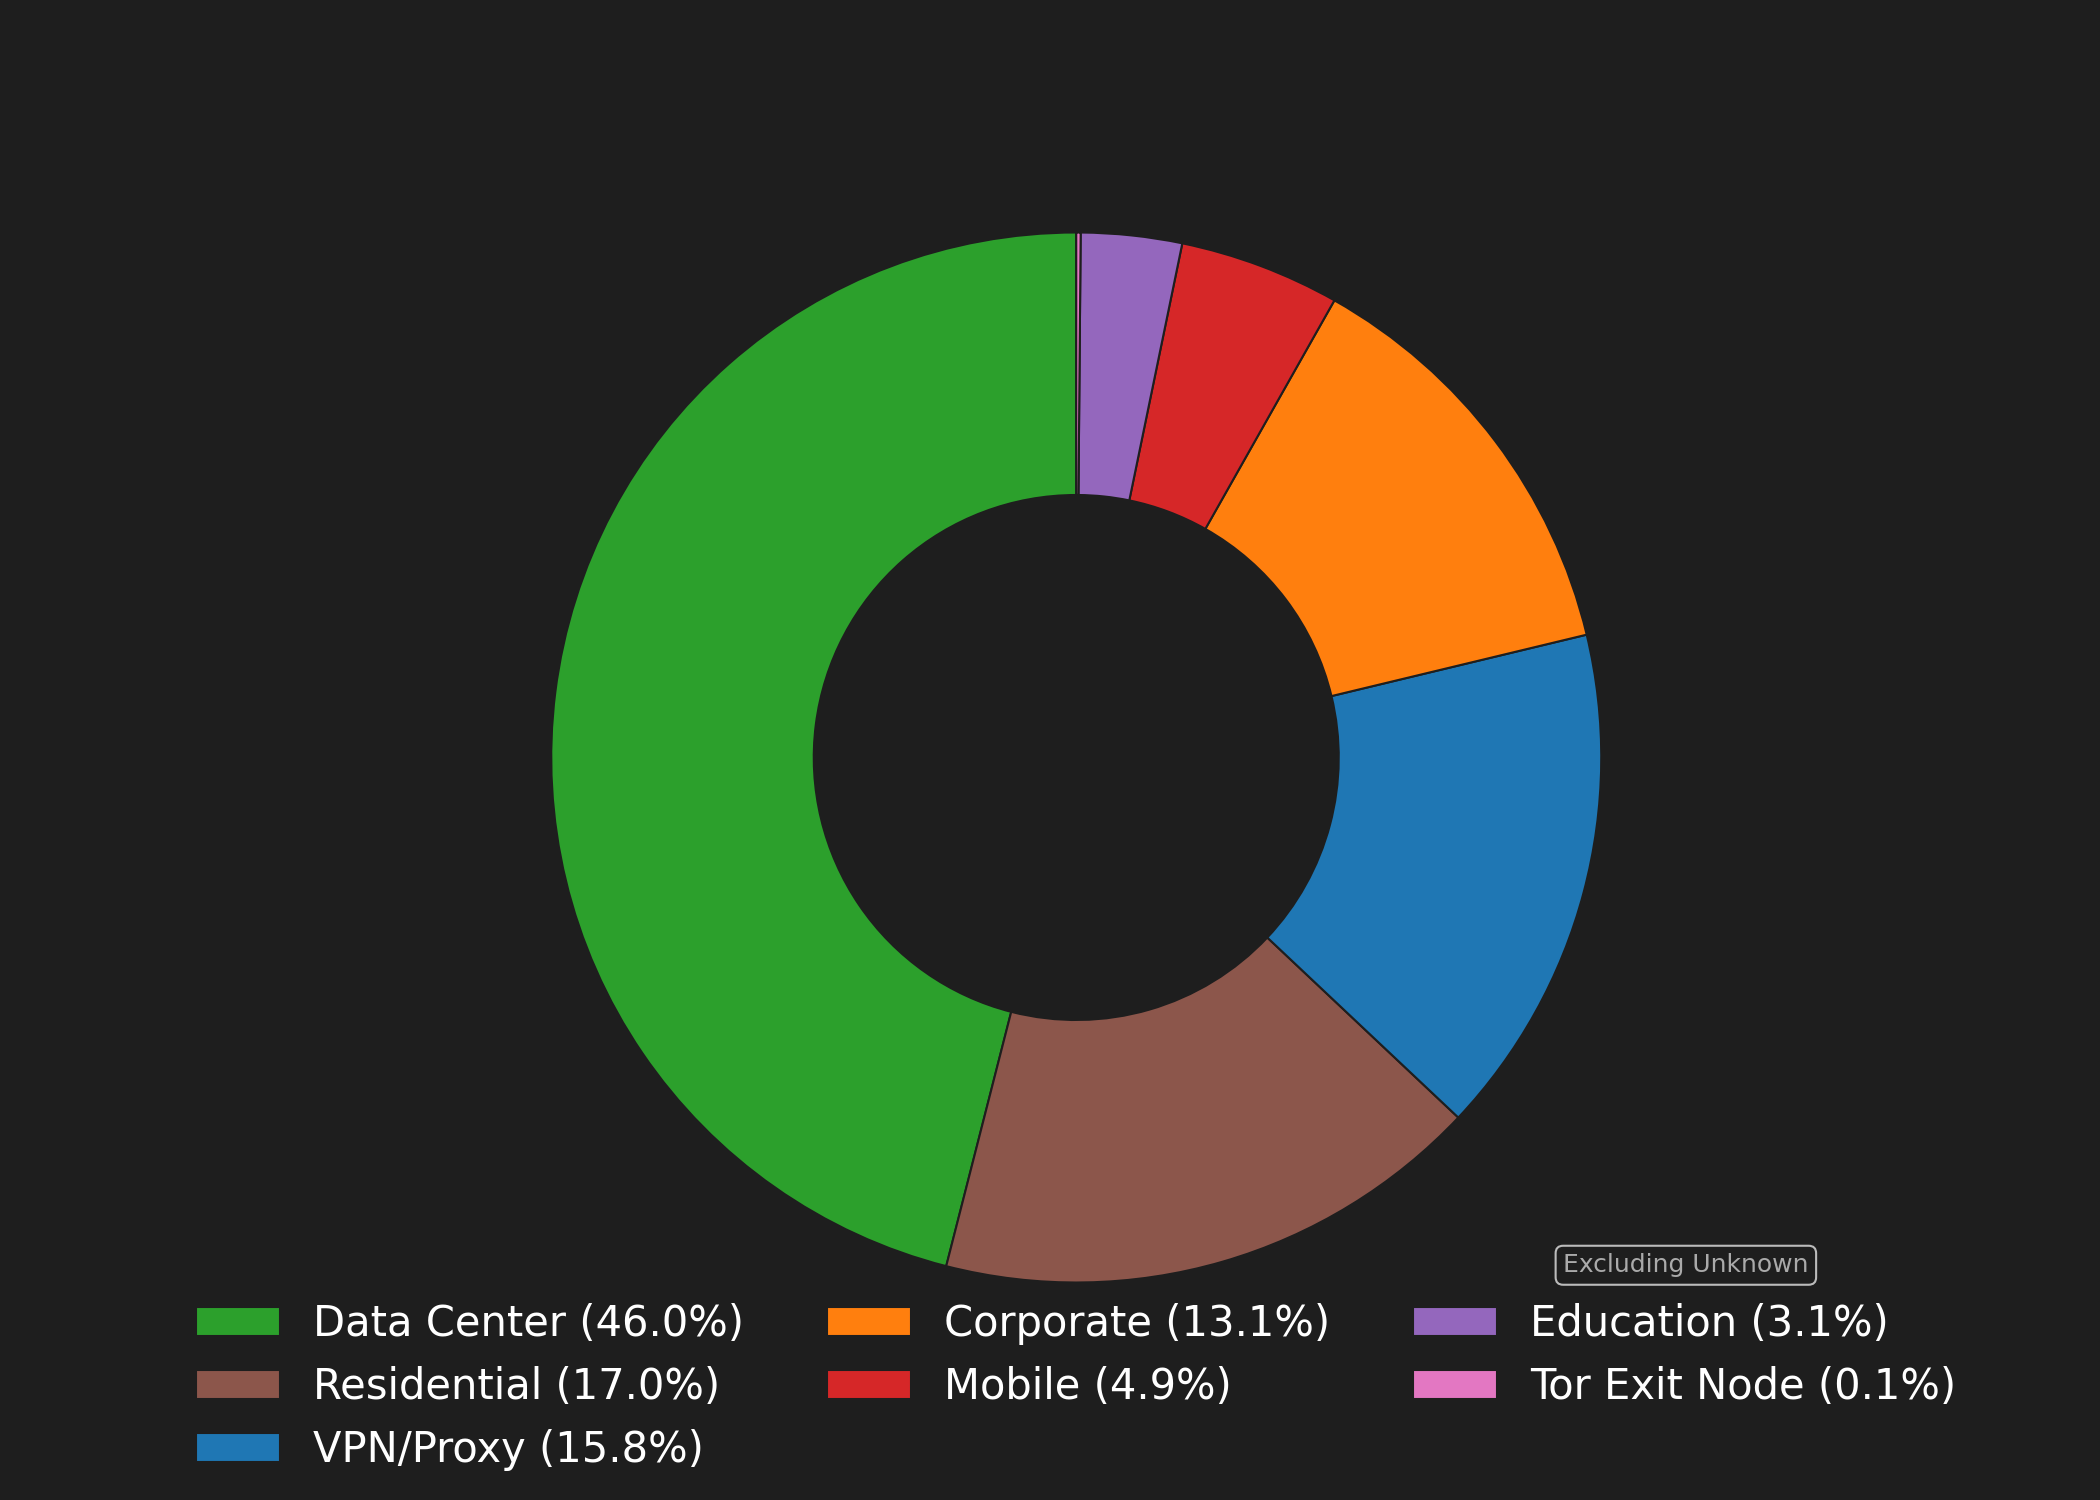 Excluding Unknown
Data Center (46.0%)
Residential (17.0%)
VPN/Proxy (15.8%)
Corporate (13.1%)
Mobile (4.9%)
Education (3.1%)
Tor Exit Node (0.1%)